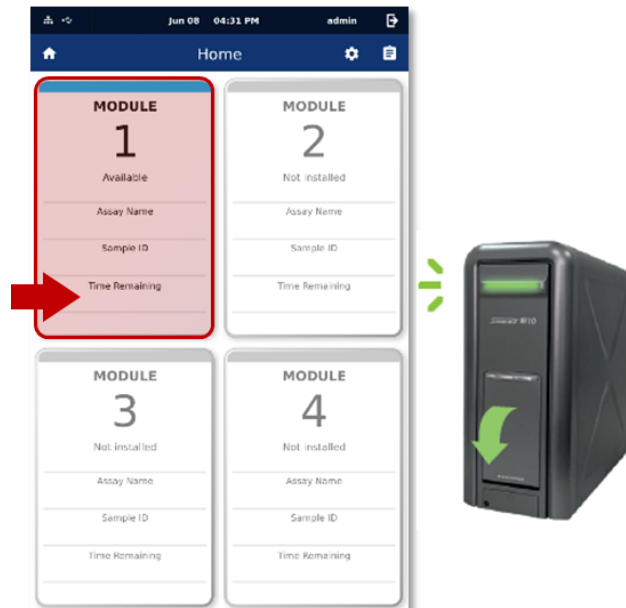 Jun 08 04:31 PM admin
Home
MODULE
1
Available
Assay Name
Sample ID
Time Remaining
MODULE
2
Not installed
Assay Name
Sample ID
Time Remaining
MODULE
3
Not installed
Assay Name
Sample ID
Time Remaining
MODULE
4
Not installed
Assay Name
Sample ID
Time Remaining
M10